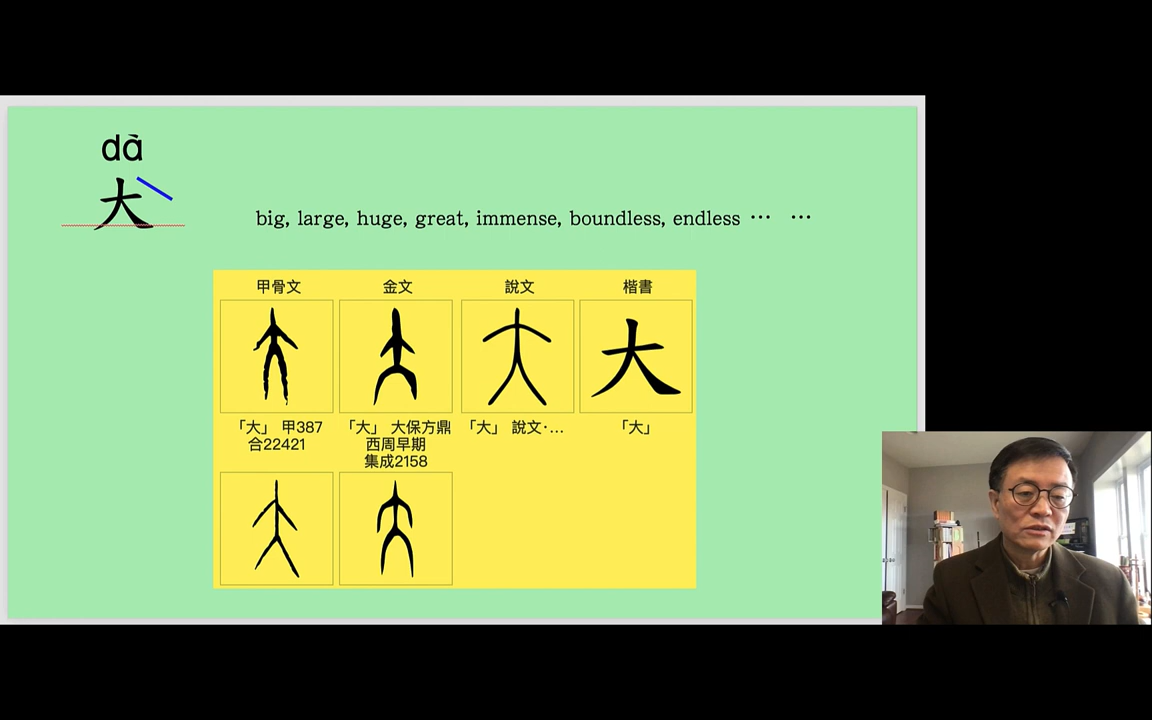 dà
大
big, large, huge, great, immense, boundless, endless ··· ···
甲骨文 金文 說文 楷書
大
「大」 甲387
合22421
「大」 大保方鼎
西周早期
集成2158
「大」 說文·...
「大」